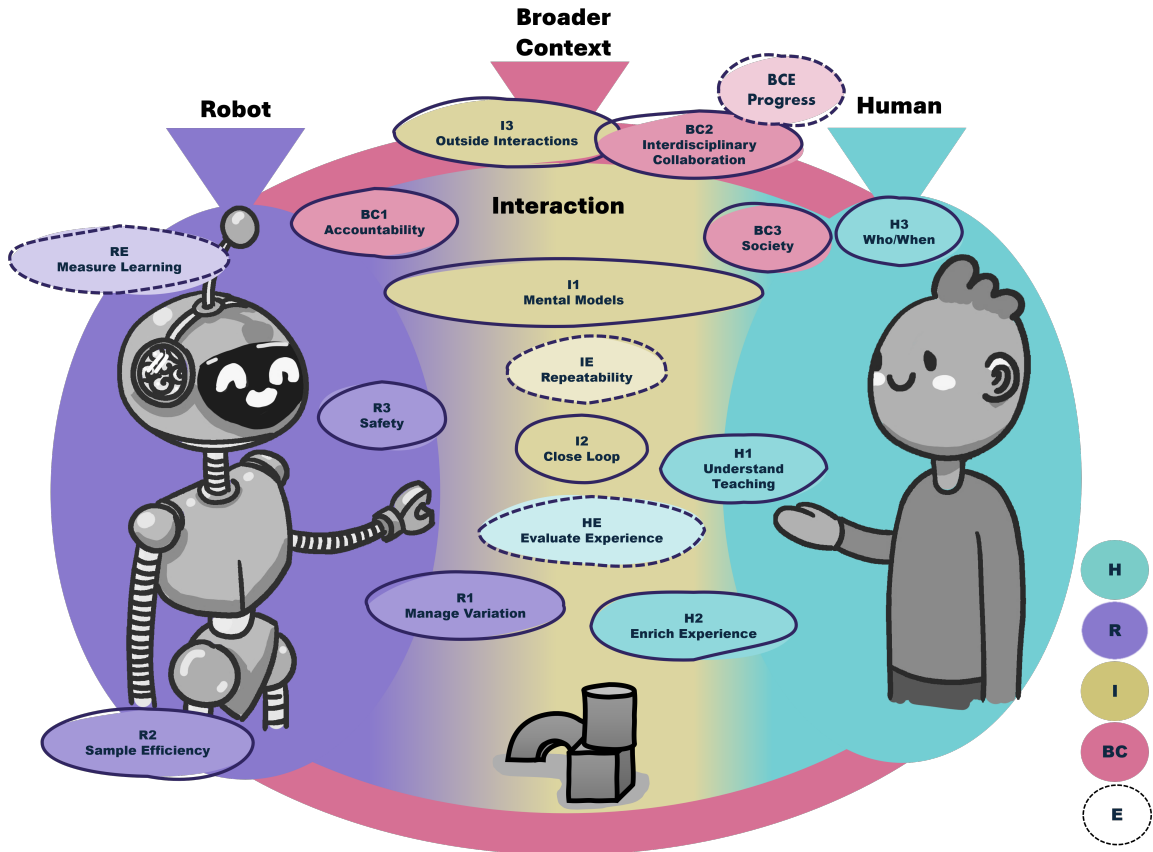 Broader
Context
Robot
Human
BCE
Progress
I3
Outside Interactions
BC2
Interdisciplinary
Collaboration
Interaction
BC1
Accountability
BC3
Society
H3
Who/When
RE
Measure Learning
I1
Mental Models
IE
Repeatability
R3
Safety
I2
Close Loop
H1
Understand
Teaching
HE
Evaluate Experience
R1
Manage Variation
H2
Enrich Experience
R2
Sample Efficiency
H
R
I
BC
E